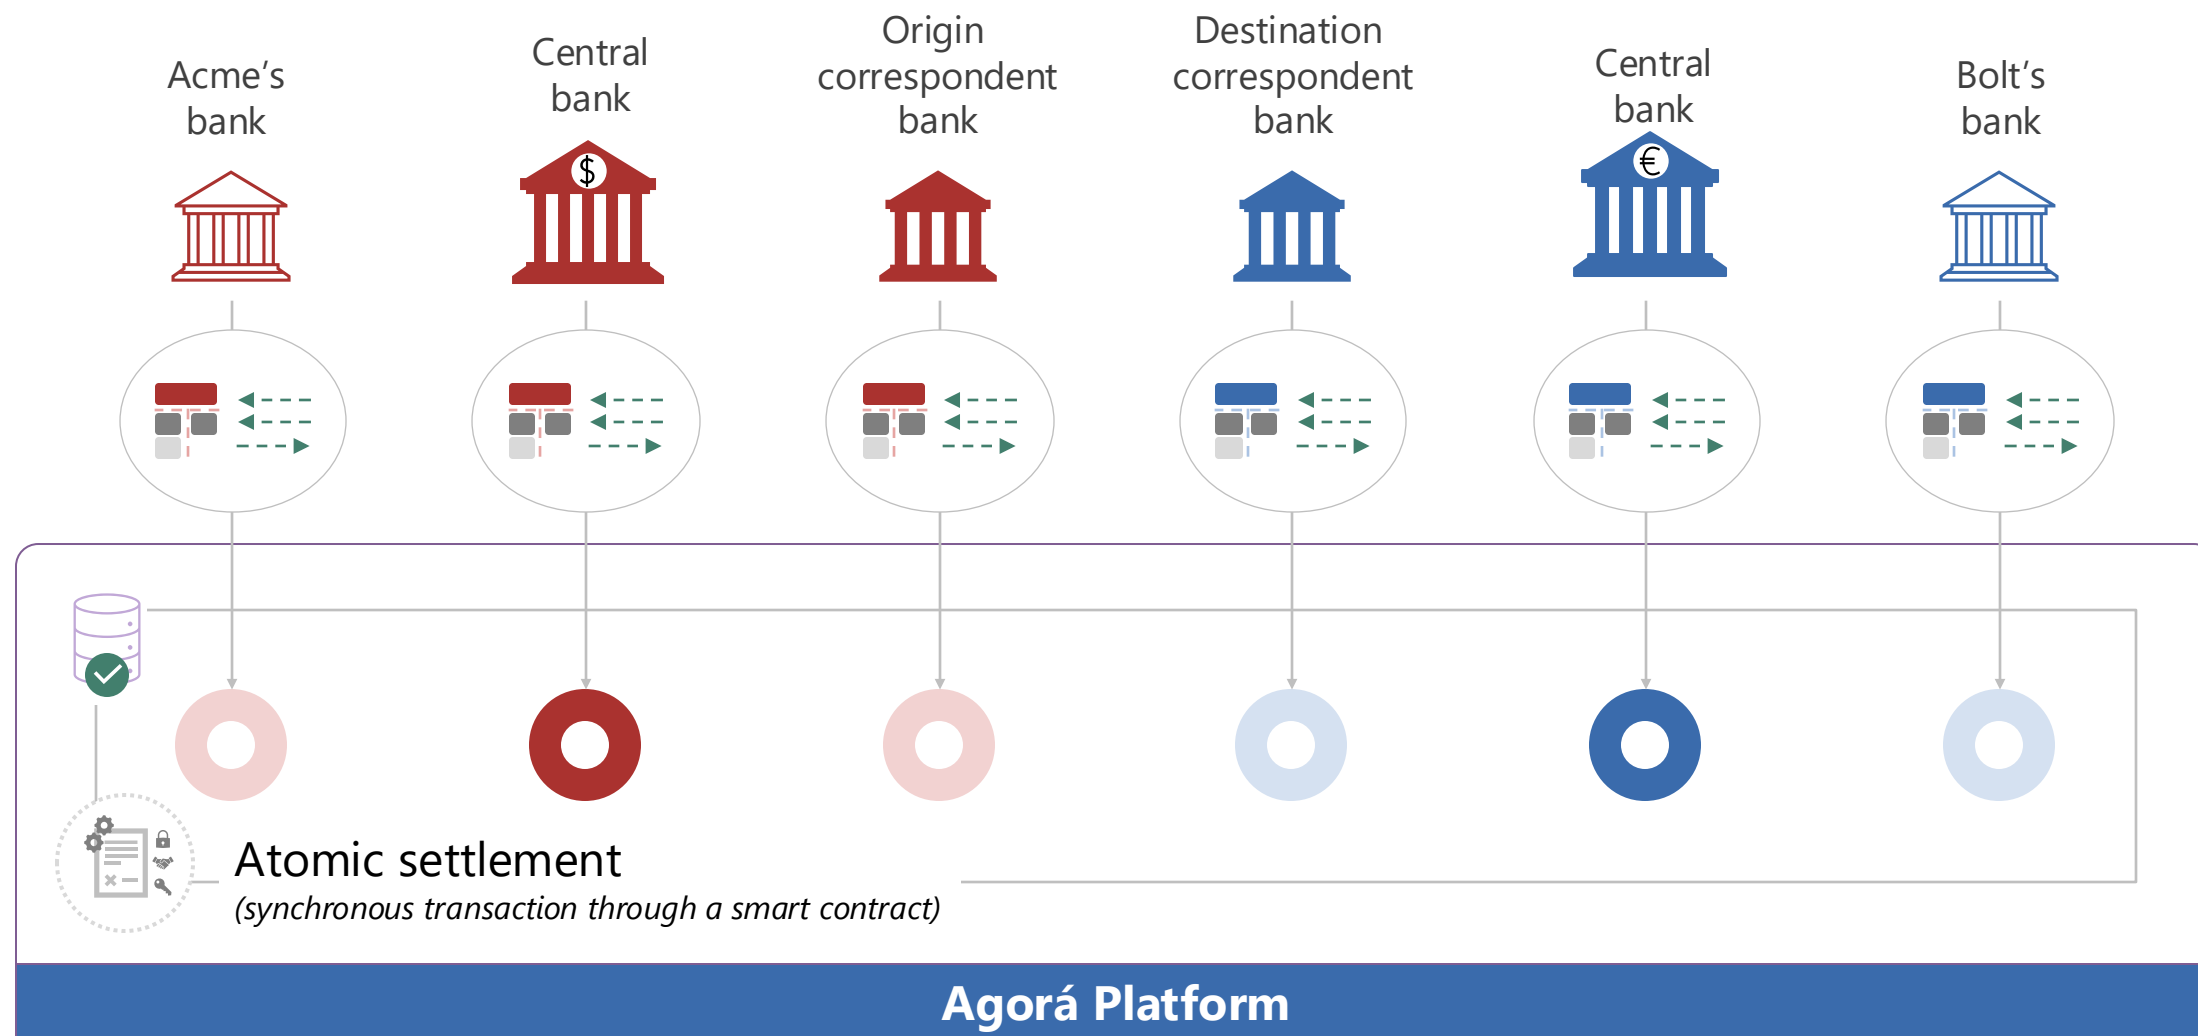 Acme's
bank
Central
bank
Origin
correspondent
bank
Destination
correspondent
bank
Central
bank
Bolt's
bank
$
€
Atomic settlement
(synchronous transaction through a smart contract)
Agorá Platform